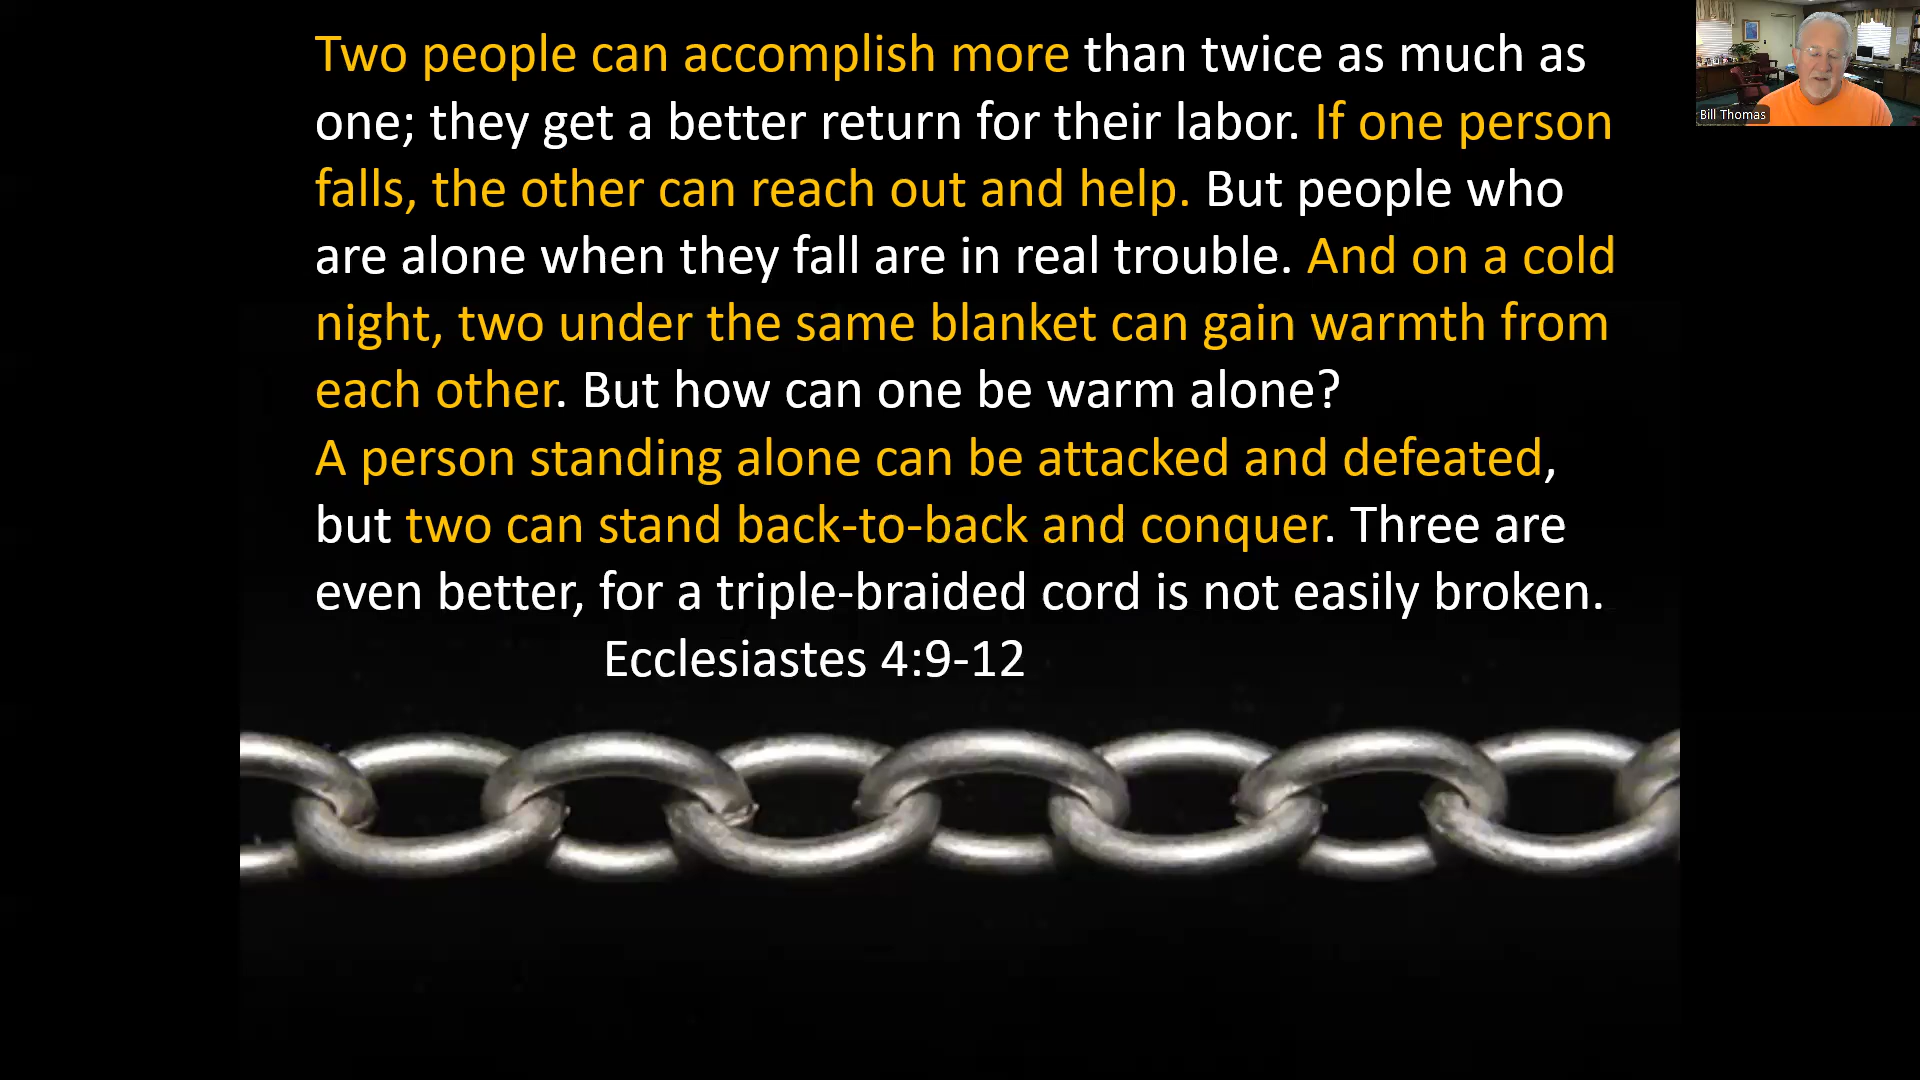 Two people can accomplish more than twice as much as
one; they get a better return for their labor. If one person
falls, the other can reach out and help. But people who
are alone when they fall are in real trouble. And on a cold
night, two under the same blanket can gain warmth from
each other. But how can one be warm alone?
A person standing alone can be attacked and defeated,
but two can stand back-to-back and conquer. Three are
even better, for a triple-braided cord is not easily broken.
Ecclesiastes 4:9-12
Bill Thomas